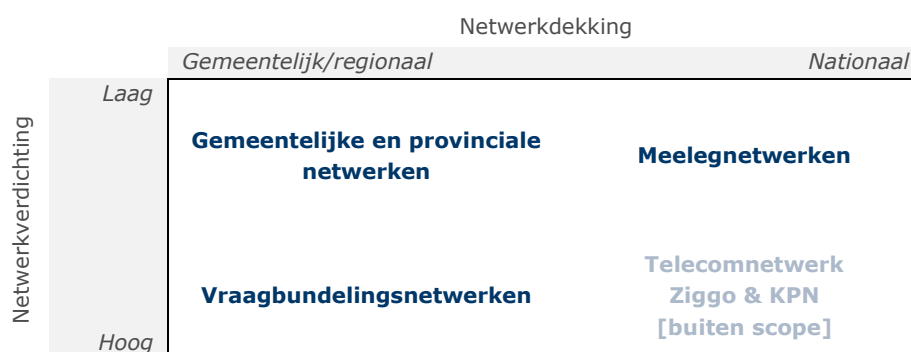 Netwerkdekking
Gemeentelijk/regionaal Nationaal
Laag
Netwerkverdichting
Gemeentelijke en provinciale
netwerken
Meelegnetwerken
Vraagbundelingsnetwerken
Telecomnetwerk
Ziggo & KPN
[buiten scope]
Hoog